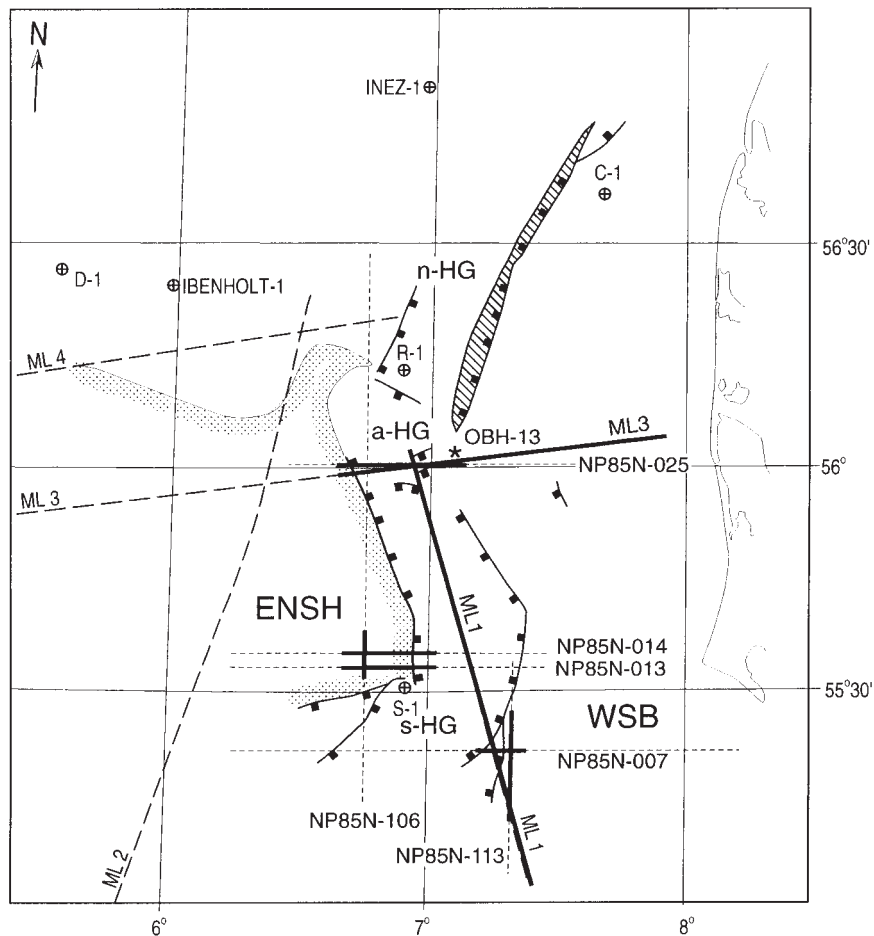 N
INEZ-1
C-1
56°30'
n-HG
D-1
IBENHOLT-1
R-1
ML 4
a-HG
OBH-13
ML3
*
56°
NP85N-025
ML 3
ML1
ENSH
NP85N-014
NP85N-013
55°30'
S-1
s-HG
WSB
NP85N-007
NP85N-106
ML 1
NP85N-113
ML 2
6°
7°
8°